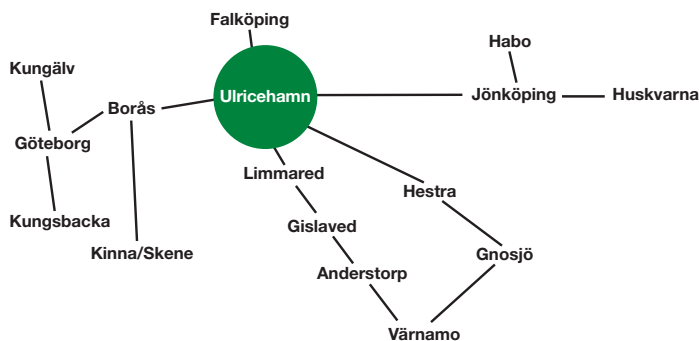 Falköping
Habo
Kungälv
Ulricehamn
Jönköping
Huskvarna
Borås
Göteborg
Limmared
Hestra
Kungsbacka
Gislaved
Kinna/Skene
Gnosjö
Anderstorp
Värnamo